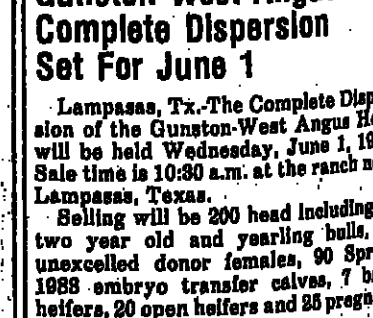 Gunston-West Angus
Complete Dispersion
Set For June 1
Lampasas, Tx.-The Complete Disp
sion of the Gunston-West Angus H
will be held Wednesday, June 1, 19
Sale time is 10:30 a.m. at the ranch n
Lampasas, Texas.
Selling will be 200 head including
two year old and yearling bulls,
unexcelled donor females, 90 Spr
1988 embryo transfer calves, 7 b
heifers, 20 open heifers and 25 pregn